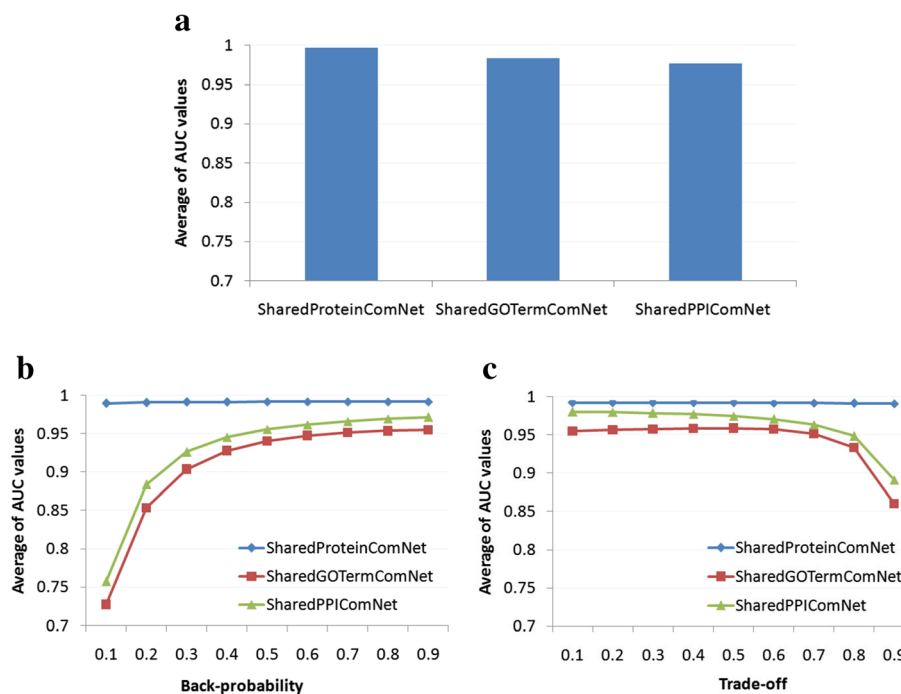 a
Average of AUC values
1
0.95
0.9
0.85
0.8
0.75
0.7
SharedProteinComNet SharedGOTermComNet SharedPPIComNet
b
Average of AUC values
1
0.95
0.9
0.85
0.8
0.75
0.7
SharedProteinComNet
SharedGOTermComNet
SharedPPIComNet
0.1 0.2 0.3 0.4 0.5 0.6 0.7 0.8 0.9
Back-probability
c
Average of AUC values
1
0.95
0.9
0.85
0.8
0.75
0.7
SharedProteinComNet
SharedGOTermComNet
SharedPPIComNet
0.1 0.2 0.3 0.4 0.5 0.6 0.7 0.8 0.9
Trade-off